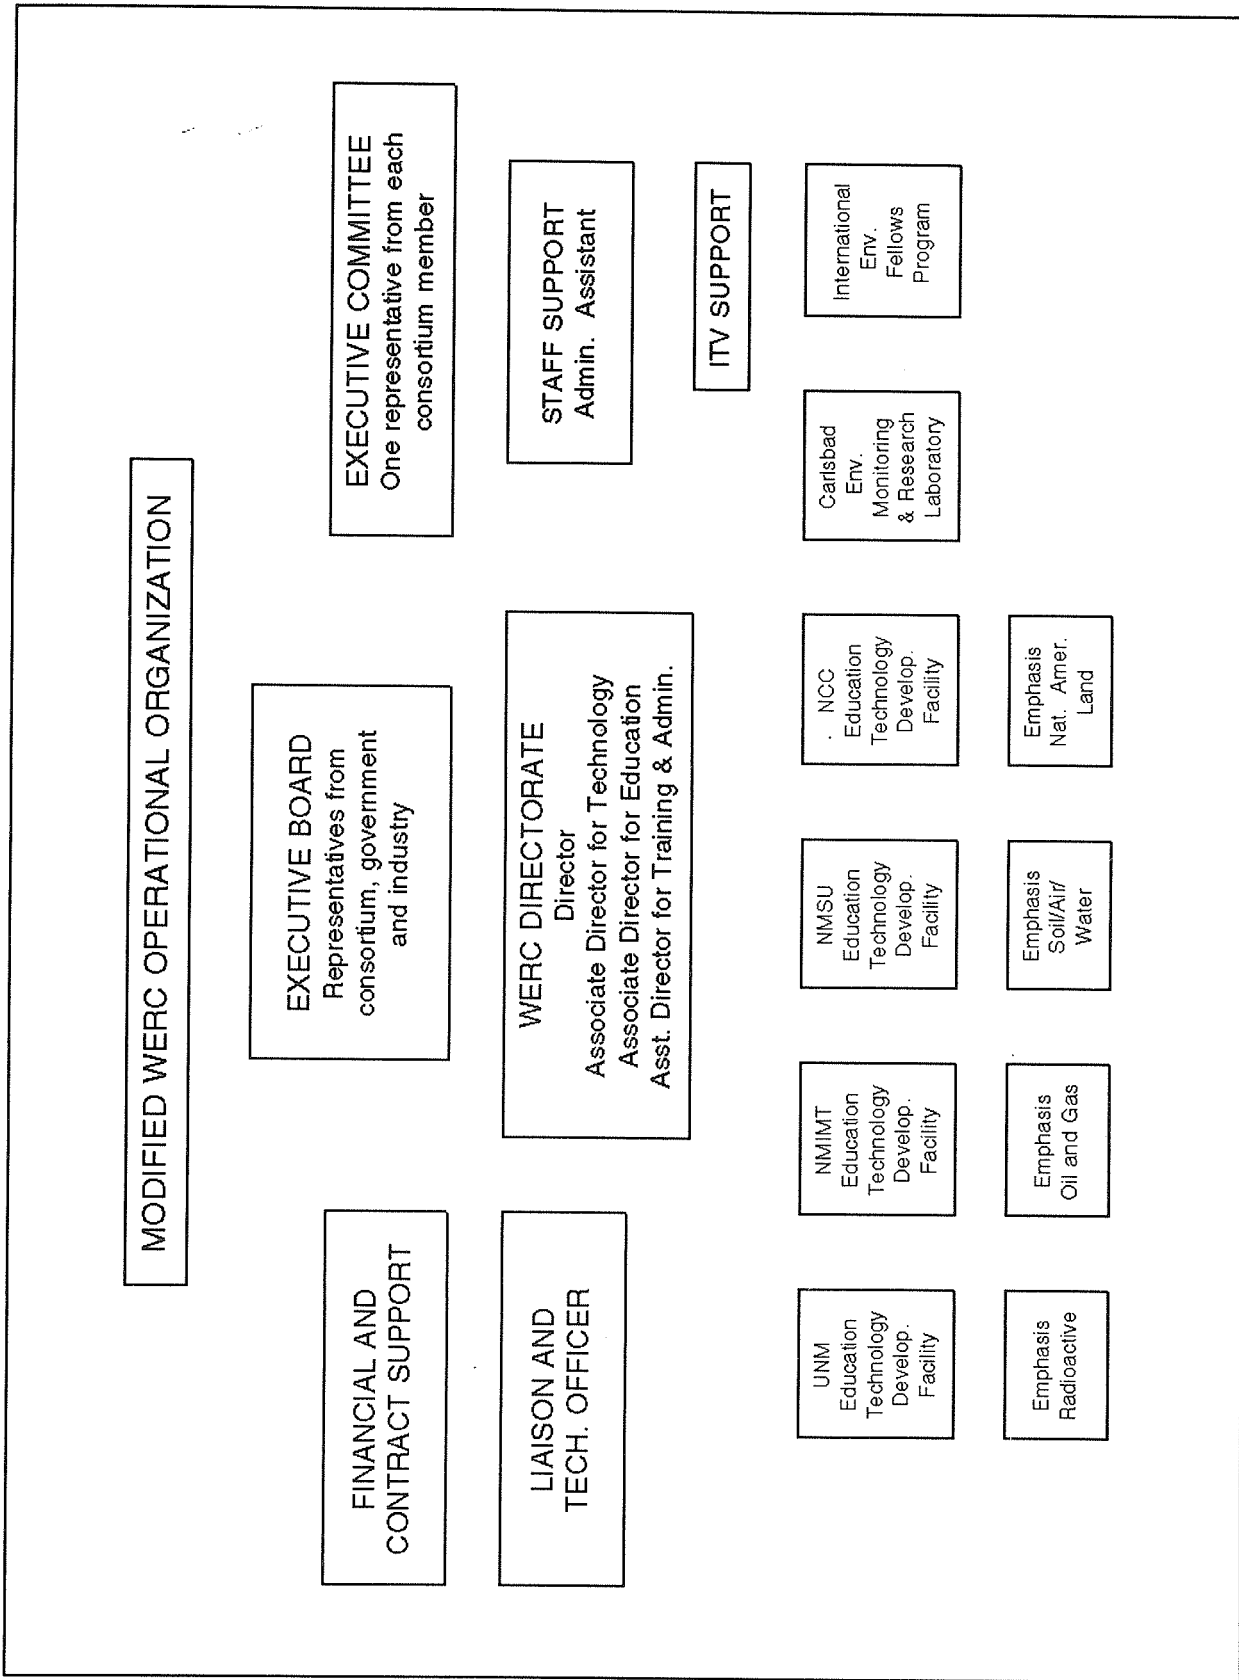 MODIFIED WERC OPERATIONAL ORGANIZATION
EXECUTIVE BOARD
Representatives from
consortium, government
and industry
FINANCIAL AND
CONTRACT SUPPORT
EXECUTIVE COMMITTEE
One representative from each
consortium member
LIAISON AND
TECH. OFFICER
WERC DIRECTORATE
Director
Associate Director for Technology
Associate Director for Education
Asst. Director for Training & Admin.
STAFF SUPPORT
Admin. Assistant
ITV SUPPORT
UNM
Education
Technology
Develop.
Facility
NMIMT
Education
Technology
Develop.
Facility
NMSU
Education
Technology
Develop.
Facility
NCC
Education
Technology
Develop.
Facility
Carlsbad
Env.
Monitoring
& Research
Laboratory
International
Env.
Fellows
Program
Emphasis
Radioactive
Emphasis
Oil and Gas
Emphasis
Soil/Air/
Water
Emphasis
Nat. Amer.
Land